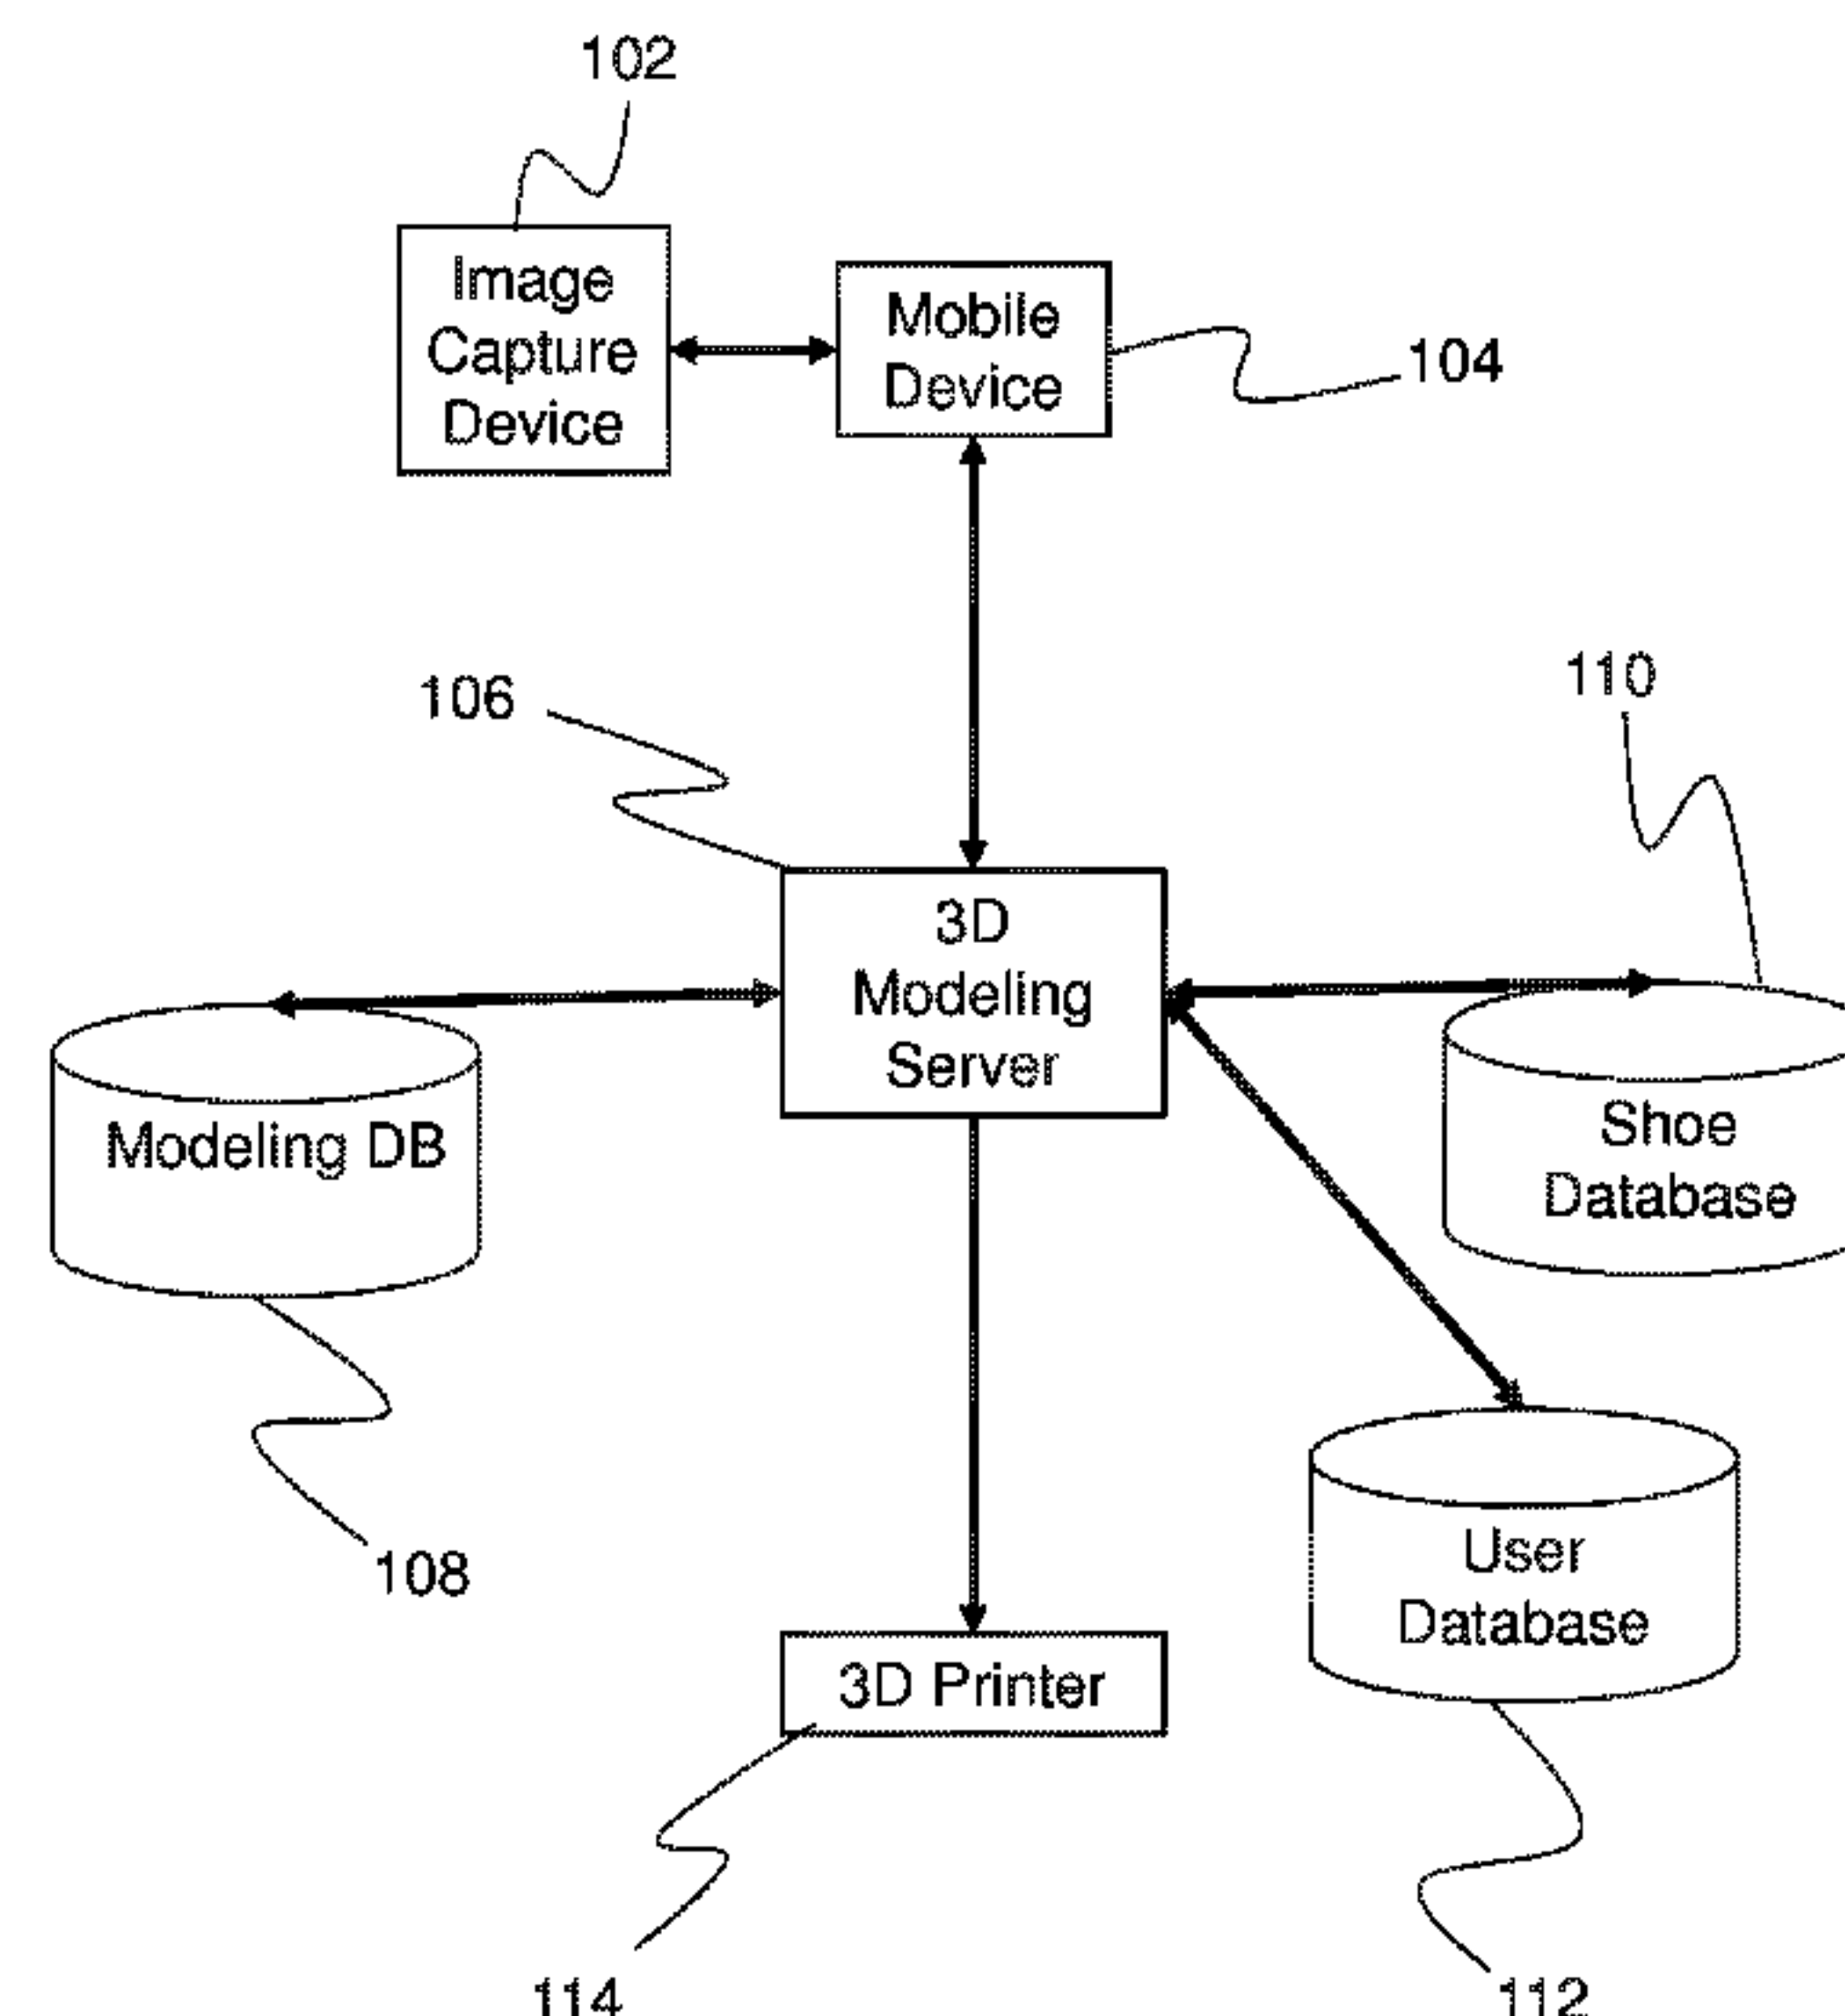 102
Image
Capture
Device
Mobile
Device
104
106
110
3D
Modeling
Server
Modeling DB
Shoe
Database
108
User
Database
3D Printer
114
112